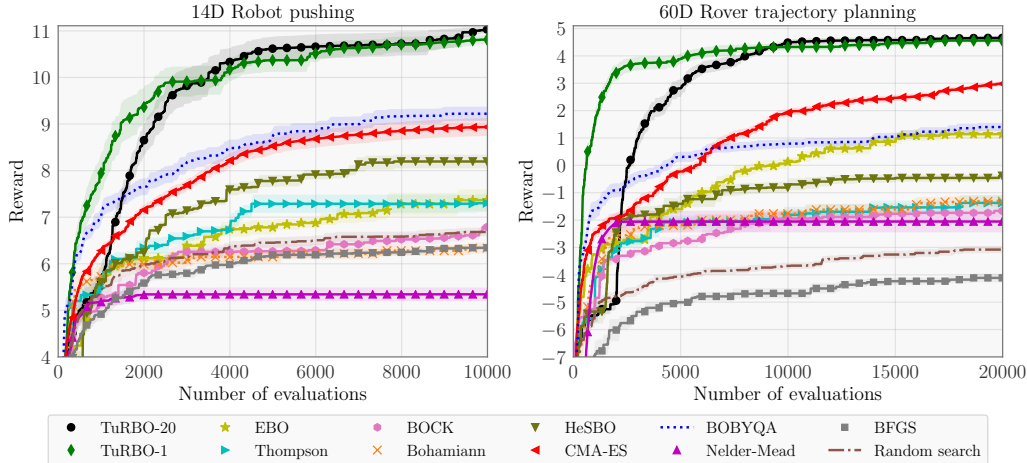 14D Robot pushing
11
10
9
8
7
6
5
4
Reward
0 2000 4000 6000 8000 10000
Number of evaluations
60D Rover trajectory planning
5
4
3
2
1
0
−1
−2
−3
−4
−5
−6
−7
Reward
0 5000 10000 15000 20000
Number of evaluations
TuRBO-20 EBO BOCK HeSBO BOBYQA BFGS
TuRBO-1 Thompson Bohamiann CMA-ES Nelder-Mead Random search